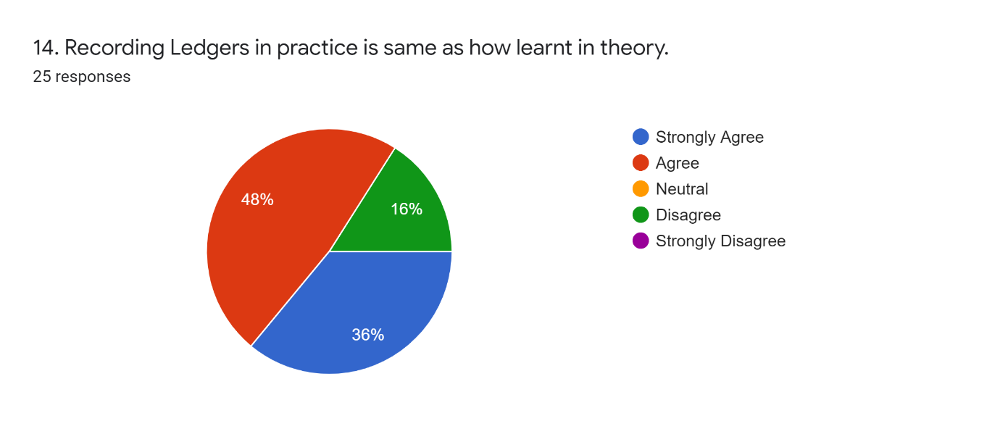 14. Recording Ledgers in practice is same as how learnt in theory.
25 responses
Strongly Agree
Agree
Neutral
Disagree
Strongly Disagree
48%
16%
36%